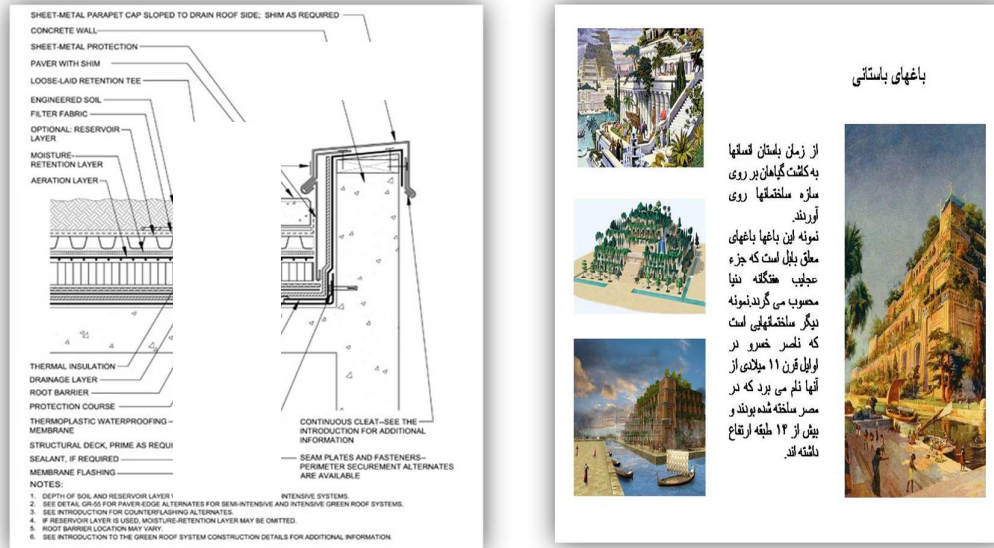 SHEET-METAL PARAPET CAP SLOPED TO DRAIN ROOF SIDE; SHIM AS REQUIRED
CONCRETE WALL
SHEET-METAL PROTECTION
PAVER WITH SHIM
LOOSE-LAID RETENTION TEE
ENGINEERED SOIL
FILTER FABRIC
OPTIONAL: RESERVOIR
LAYER
MOISTURE-
RETENTION LAYER
AERATION LAYER
THERMAL INSULATION
DRAINAGE LAYER
ROOT BARRIER
PROTECTION COURSE
THERMOPLASTIC WATERPROOFING
MEMBRANE
STRUCTURAL DECK, PRIME AS REQUI
SEALANT, IF REQUIRED
MEMBRANE FLASHING
CONTINUOUS CLEAT--SEE THE
INTRODUCTION FOR ADDITIONAL
INFORMATION
SEAM PLATES AND FASTENERS--
PERIMETER SECUREMENT ALTERNATES
ARE AVAILABLE
NOTES:
1. DEPTH OF SOIL AND RESERVOIR LAYER INTENSIVE SYSTEMS.
2. SEE DETAIL GR-55 FOR PAVER-EDGE ALTERNATES FOR SEMI-INTENSIVE AND INTENSIVE GREEN ROOF SYSTEMS.
3. SEE INTRODUCTION FOR COUNTERFLASHING ALTERNATES.
4. IF RESERVOIR LAYER IS USED, MOISTURE-RETENTION LAYER MAY BE OMITTED.
5. ROOT BARRIER LOCATION MAY VARY.
6. SEE INTRODUCTION TO THE GREEN ROOF SYSTEM CONSTRUCTION DETAILS FOR ADDITIONAL INFORMATION.
باغهای باستانی
از زمان باستان انسانها
به کاشت گیاهان بر روی
سازه ساختمانها روی
آوردند.
نمونه این باغها باغهای
معلق بابل است که جزء
عجایب هفتگانه دنیا
محسوب می گردند.نمونه
دیگر ساختمانهایی است
که ناصر خسرو در
اوایل قرن ۱۱ میلادی از
آنها نام می برد که در
مصر ساخته شده بودند و
بیش از ۱۴ طبقه ارتفاع
داشته اند.